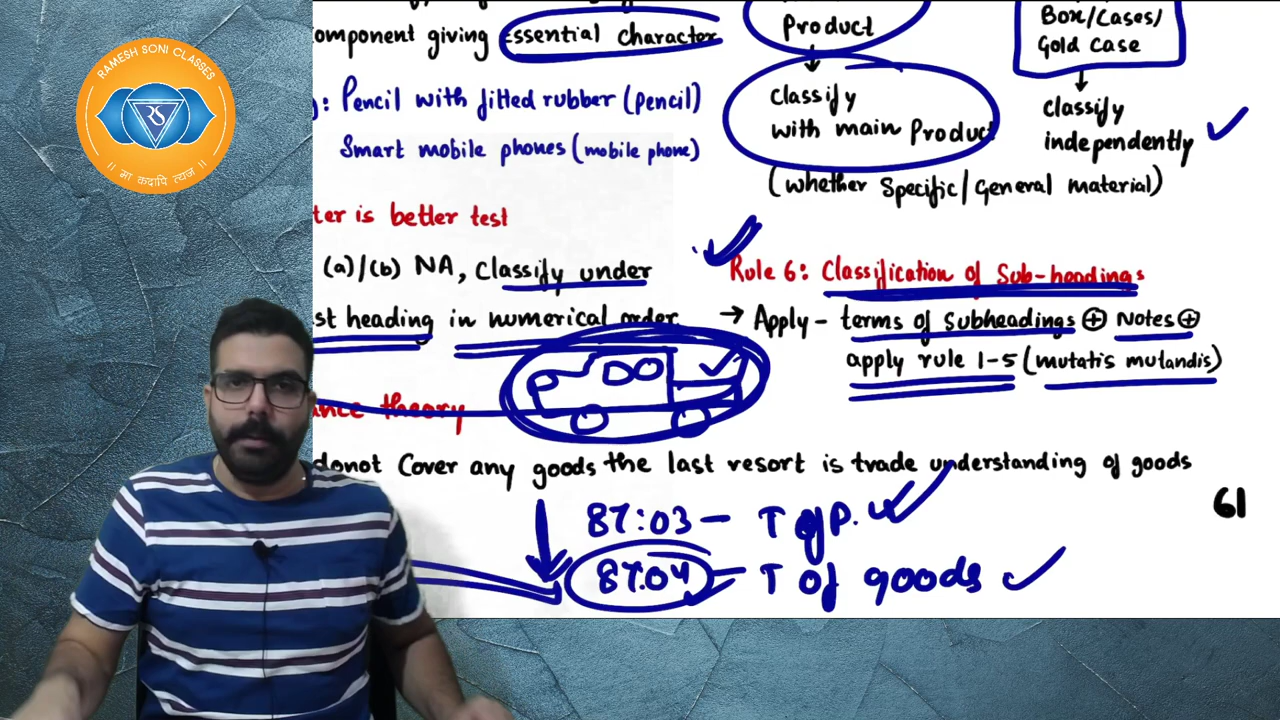 RAMESH SONI CLASSES
॥ मा कदापि त्यज ॥
component giving essential character
: Pencil with fitted rubber (pencil)
Smart mobile phones (mobile phone)
is better test
(a)/(b) NA, Classify under
heading in numerical order
theory
donot Cover any goods the last resort is trade understanding of goods
Product
Classify
with main Product
(whether Specific/General material)
Box/Cases/
Gold Case
Classify
independently
Rule 6: Classification of Sub-headings
→ Apply - terms of Subheadings ⊕ Notes ⊕
apply rule 1-5 (mutatis mutandis)
87:03 – T of P.
87.04 – T of goods
61